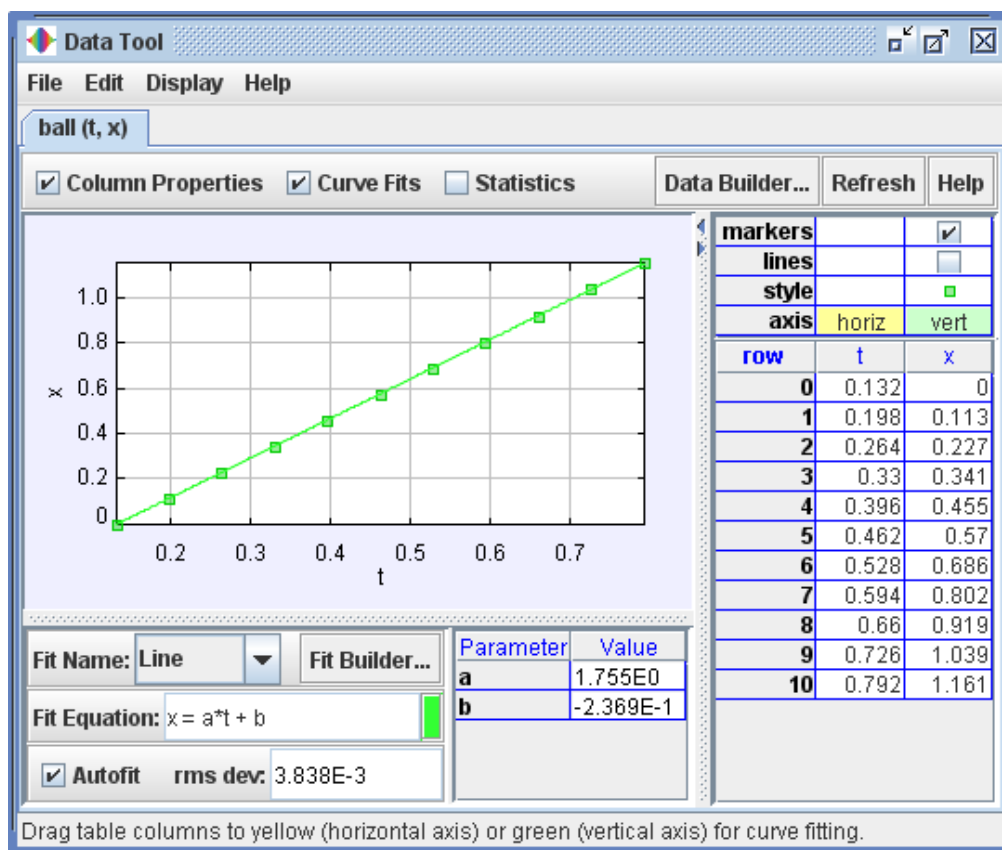 Data Tool
File Edit Display Help
ball (t, x)
Column Properties Curve Fits Statistics Data Builder... Refresh Help
1.0
0.8
0.6
0.4
0.2
0
x
0.2 0.3 0.4 0.5 0.6 0.7
t
markers
lines
style
axis horiz vert
row t x
0 0.132 0
1 0.198 0.113
2 0.264 0.227
3 0.33 0.341
4 0.396 0.455
5 0.462 0.57
6 0.528 0.686
7 0.594 0.802
8 0.66 0.919
9 0.726 1.039
10 0.792 1.161
Fit Name: Line Fit Builder...
Fit Equation: x = a*t + b
Autofit rms dev: 3.838E-3
Parameter Value
a 1.755E0
b -2.369E-1
Drag table columns to yellow (horizontal axis) or green (vertical axis) for curve fitting.